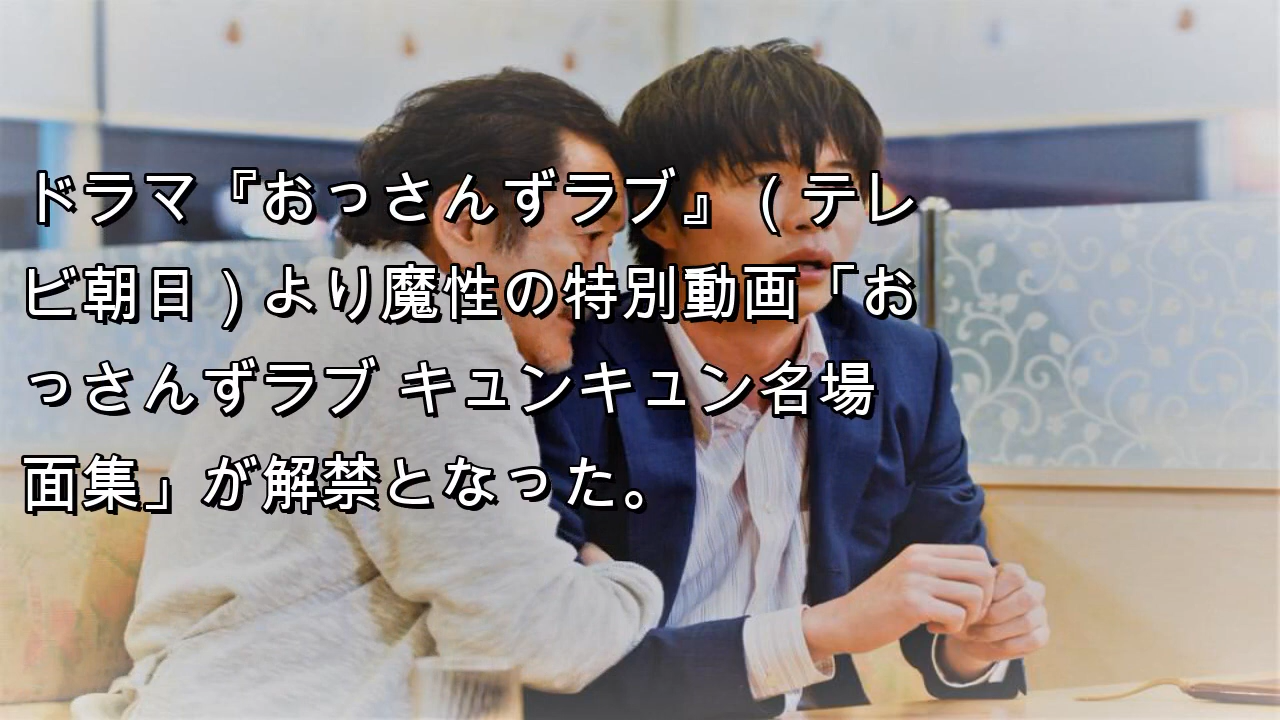 ドラマ『おっさんずラブ』（テレ
ビ朝日）より魔性の特別動画「お
っさんずラブ キュンキュン名場
面集」が解禁となった。